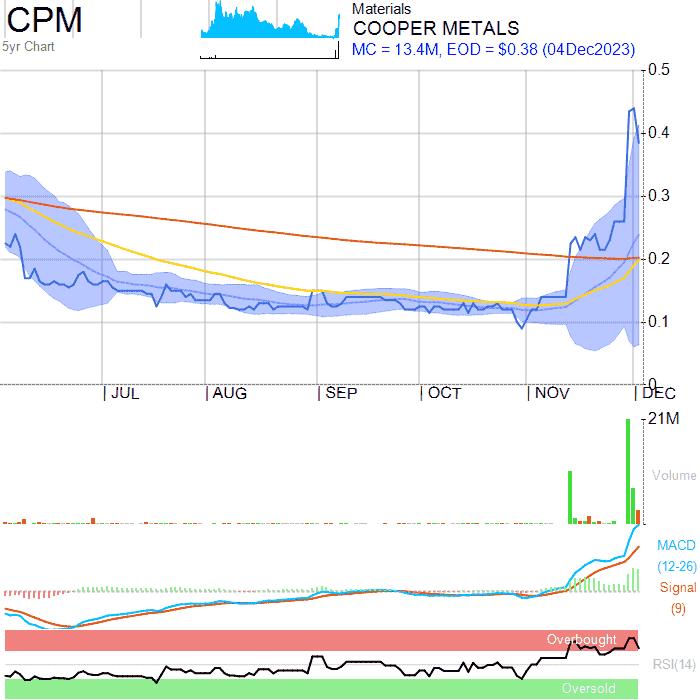 CPM
5yr Chart
Materials
COOPER METALS
MC = 13.4M, EOD = $0.38 (04Dec2023)
0.5
0.4
0.3
0.2
0.1
0
JUL AUG SEP OCT NOV DEC
21M
Volume
MACD
(12-26)
Signal
(9)
Overbought
RSI(14)
Oversold